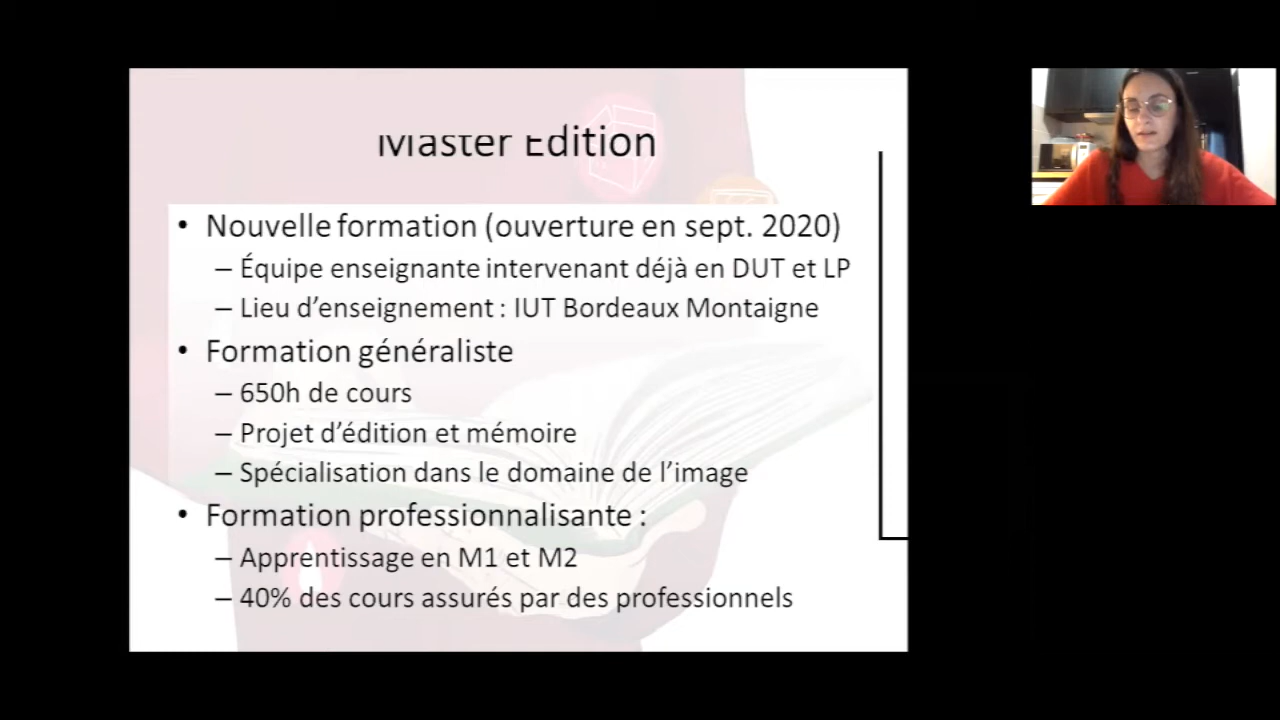 Master Edition
• Nouvelle formation (ouverture en sept. 2020)
– Équipe enseignante intervenant déjà en DUT et LP
– Lieu d’enseignement : IUT Bordeaux Montaigne
• Formation généraliste
– 650h de cours
– Projet d’édition et mémoire
– Spécialisation dans le domaine de l’image
• Formation professionnalisante :
– Apprentissage en M1 et M2
– 40% des cours assurés par des professionnels